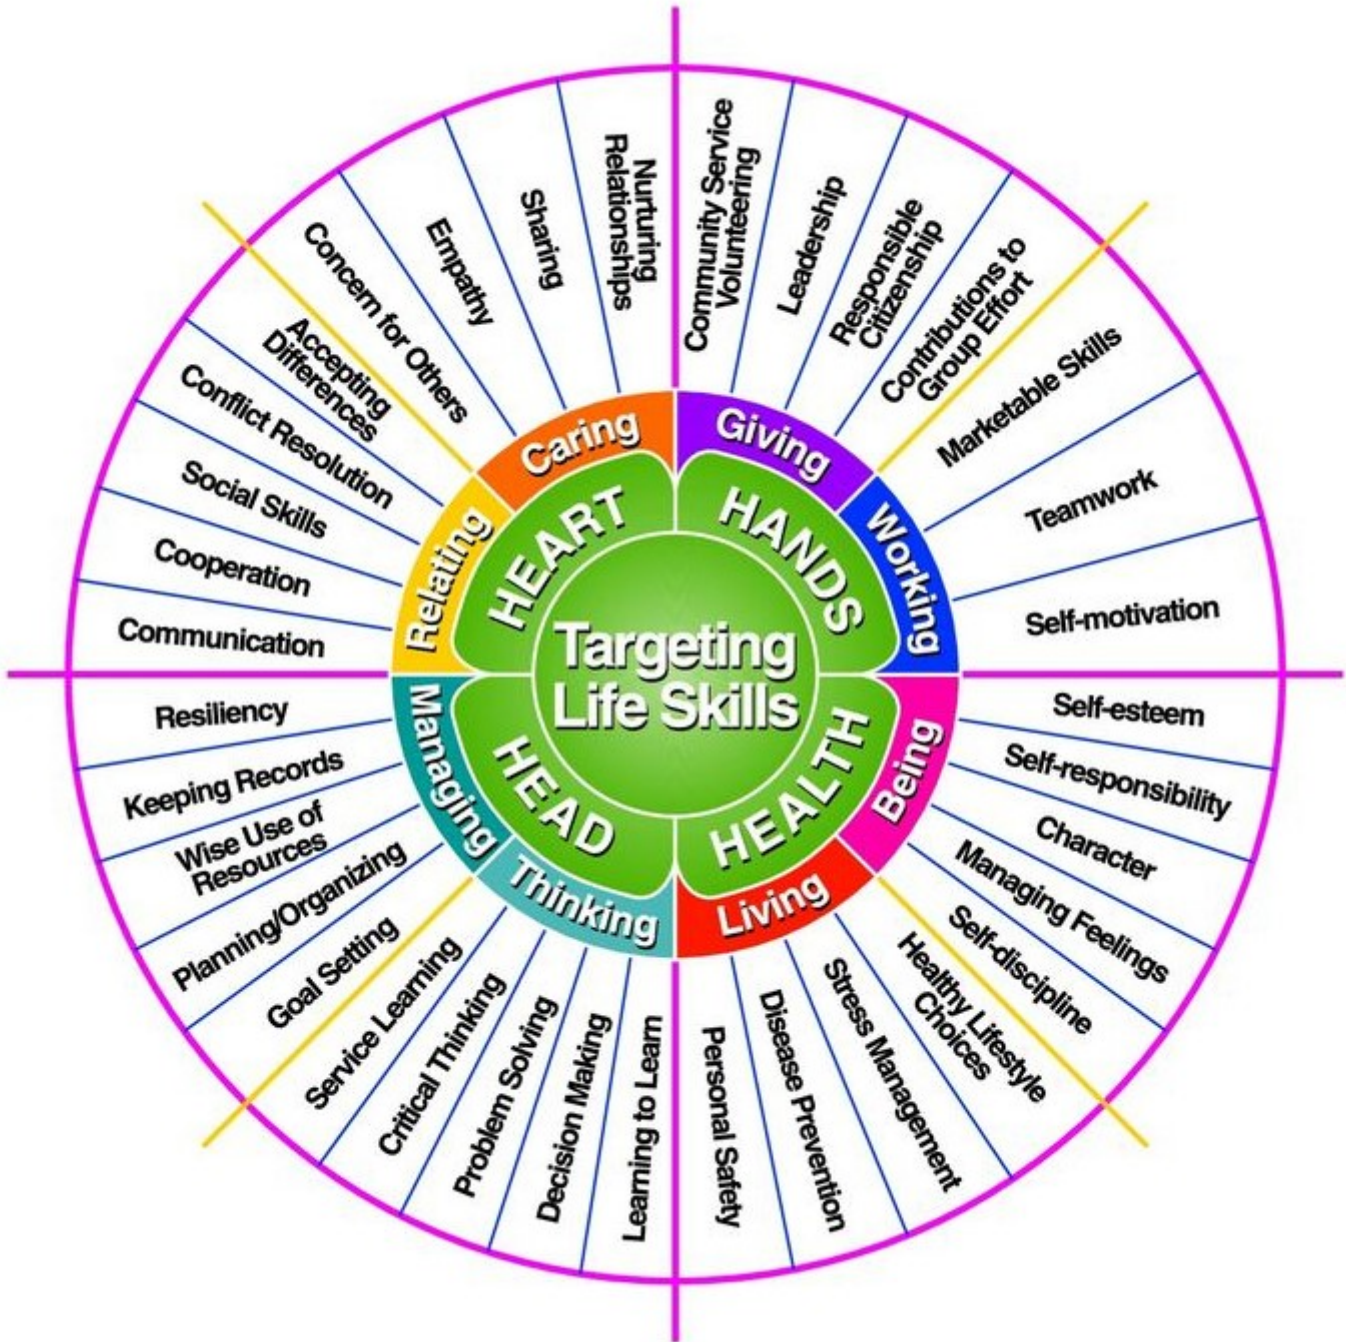 Targeting
Life Skills
HEART
HANDS
HEALTH
HEAD
Caring
Giving
Working
Being
Living
Thinking
Managing
Relating
Community Service
Volunteering
Leadership
Responsible
Citizenship
Contributions to
Group Effort
Marketable Skills
Teamwork
Self-motivation
Self-esteem
Self-responsibility
Character
Managing Feelings
Self-discipline
Healthy Lifestyle
Choices
Stress Management
Disease Prevention
Personal Safety
Learning to Learn
Decision Making
Problem Solving
Critical Thinking
Service Learning
Goal Setting
Planning/Organizing
Wise Use of
Resources
Keeping Records
Resiliency
Communication
Cooperation
Social Skills
Conflict Resolution
Accepting
Differences
Concern for Others
Empathy
Sharing
Nurturing
Relationships